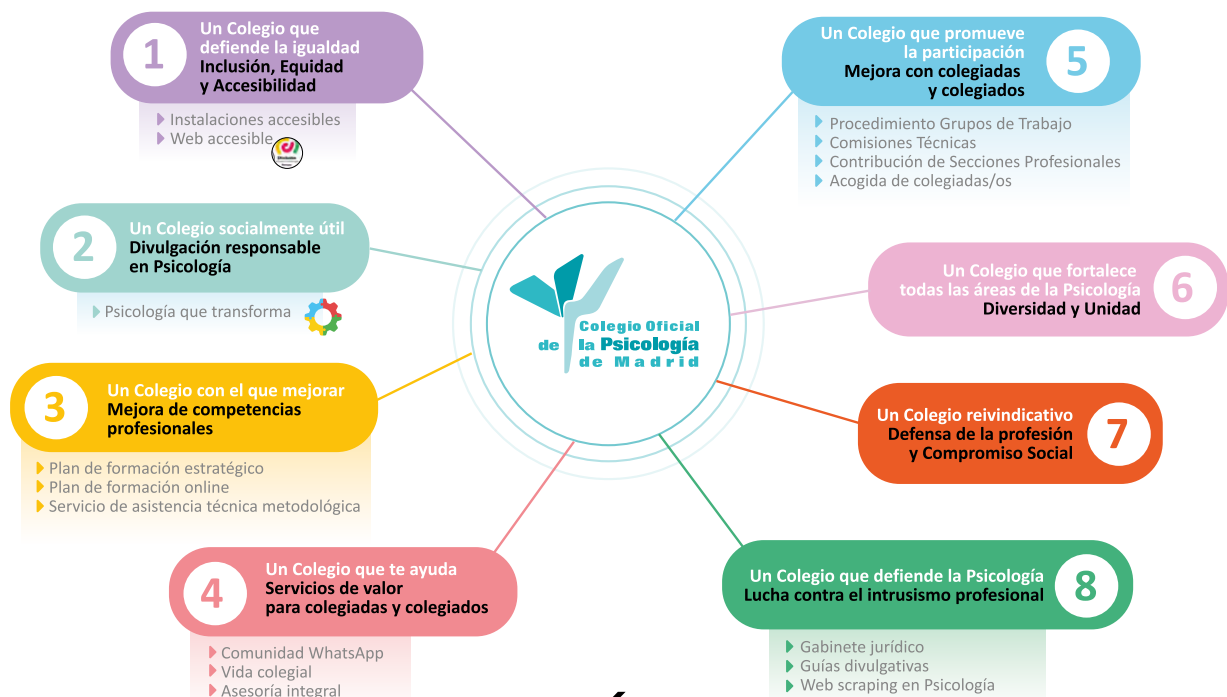 1
Un Colegio que
defiende la igualdad
Inclusión, Equidad
y Accesibilidad
Instalaciones accesibles
Web accesible
2
Un Colegio socialmente útil
Divulgación responsable
en Psicología
Psicología que transforma
3
Un Colegio con el que mejorar
Mejora de competencias
profesionales
Plan de formación estratégico
Plan de formación online
Servicio de asistencia técnica metodológica
4
Un Colegio que te ayuda
Servicios de valor
para colegiadas y colegiados
Comunidad WhatsApp
Vida colegial
Asesoría integral
Colegio Oficial
de la Psicología
de Madrid
5
Un Colegio que promueve
la participación
Mejora con colegiadas
y colegiados
Procedimiento Grupos de Trabajo
Comisiones Técnicas
Contribución de Secciones Profesionales
Acogida de colegiadas/os
6
Un Colegio que fortalece
todas las áreas de la Psicología
Diversidad y Unidad
7
Un Colegio reivindicativo
Defensa de la profesión
y Compromiso Social
8
Un Colegio que defiende la Psicología
Lucha contra el intrusismo profesional
Gabinete jurídico
Guías divulgativas
Web scraping en Psicología